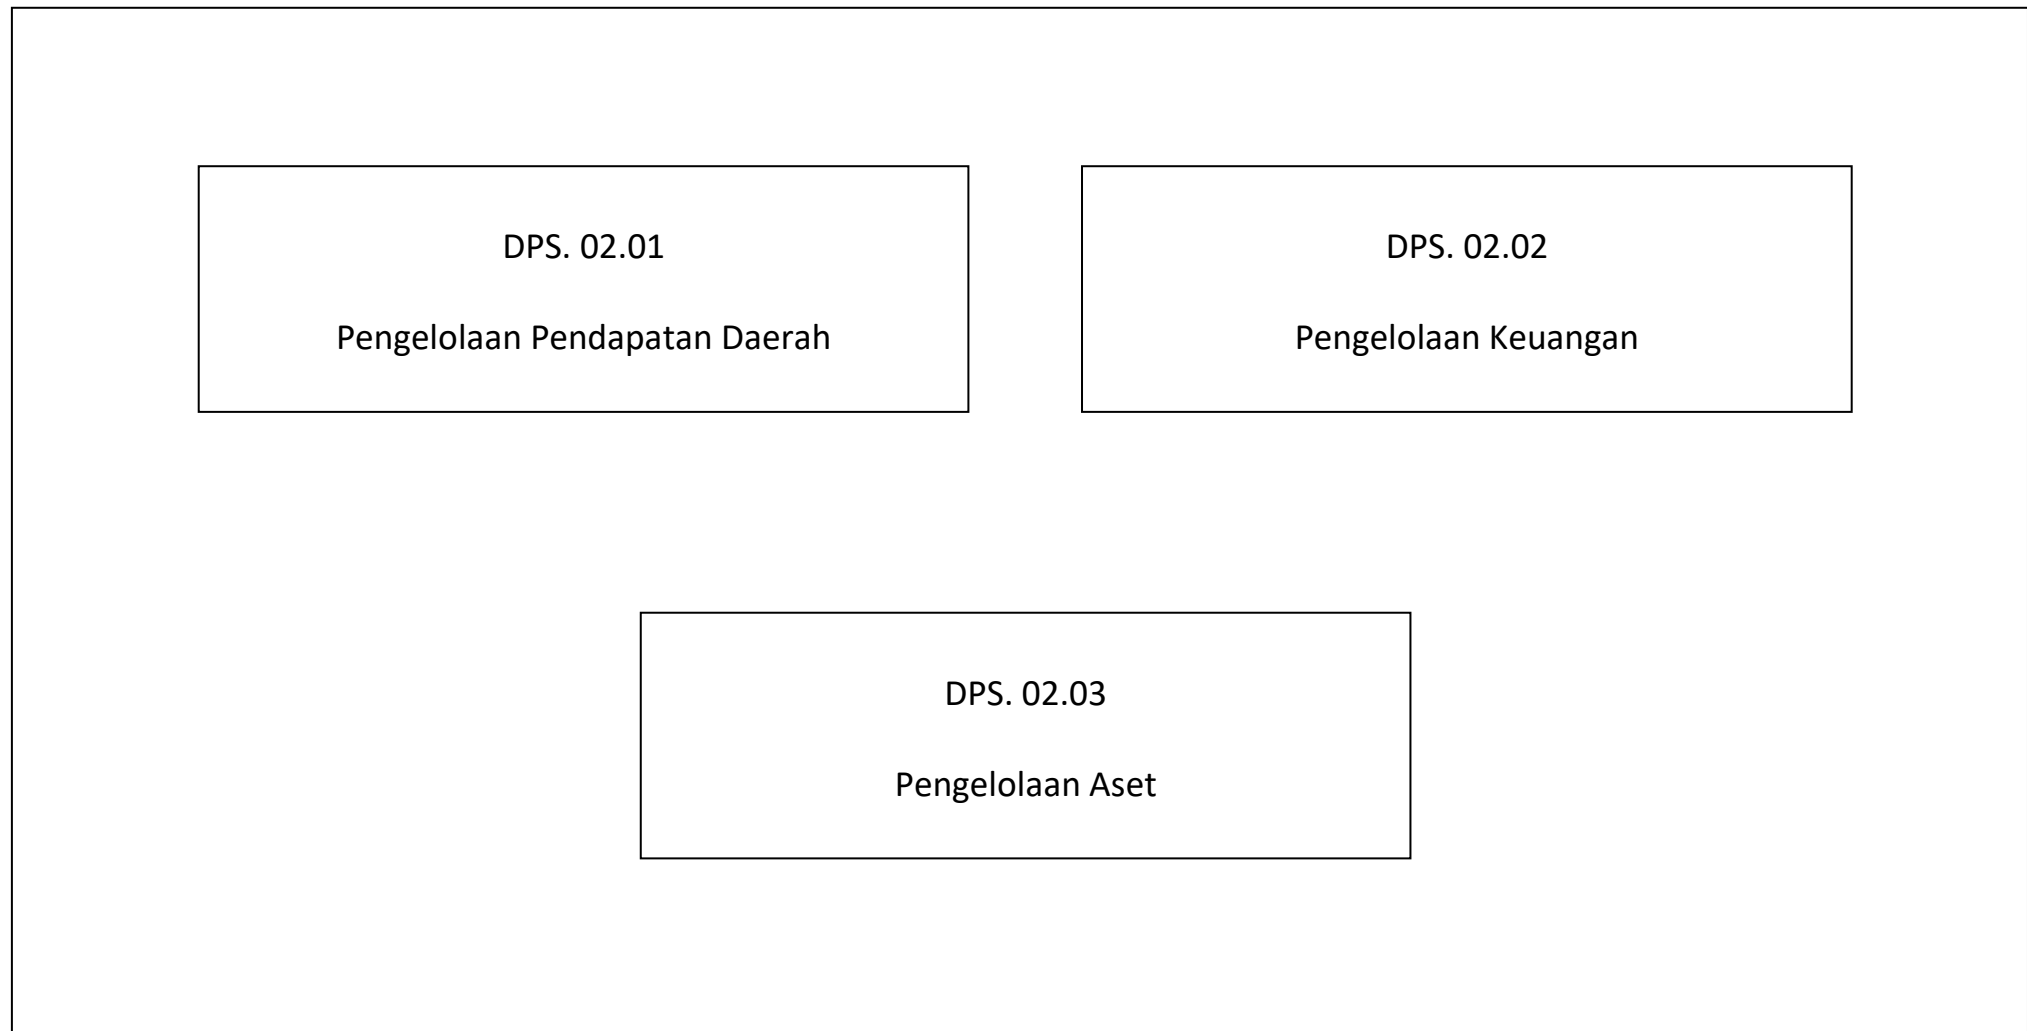 DPS. 02.01
Pengelolaan Pendapatan Daerah
DPS. 02.02
Pengelolaan Keuangan
DPS. 02.03
Pengelolaan Aset